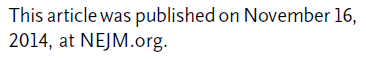 This article was published on November 16,
2014, at NEJM.org.